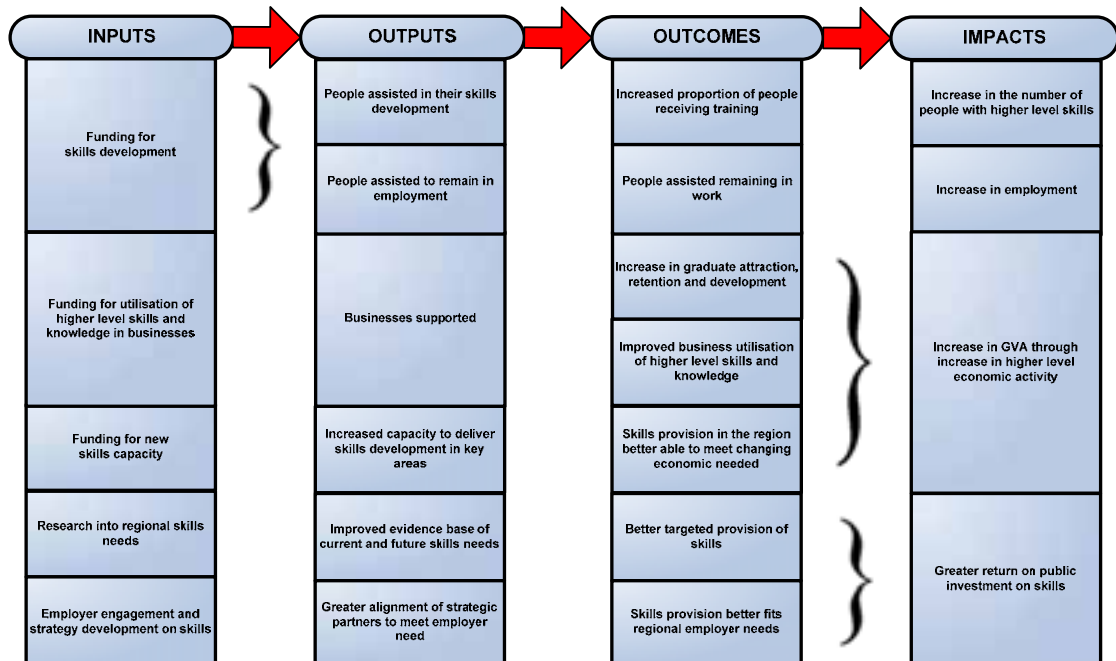 INPUTS
Funding for
skills development
Funding for utilisation of
higher level skills and
knowledge in businesses
Funding for new
skills capacity
Research into regional skills
needs
Employer engagement and
strategy development on skills
OUTPUTS
People assisted in their skills
development
People assisted to remain in
employment
Businesses supported
Increased capacity to deliver
skills development in key
areas
Improved evidence base of
current and future skills needs
Greater alignment of strategic
partners to meet employer
need
OUTCOMES
Increased proportion of people
receiving training
People assisted remaining in
work
Increase in graduate attraction,
retention and development
Improved business utilisation
of higher level skills and
knowledge
Skills provision in the region
better able to meet changing
economic needed
Better targeted provision of
skills
Skills provision better fits
regional employer needs
IMPACTS
Increase in the number of
people with higher level skills
Increase in employment
Increase in GVA through
increase in higher level
economic activity
Greater return on public
investment on skills